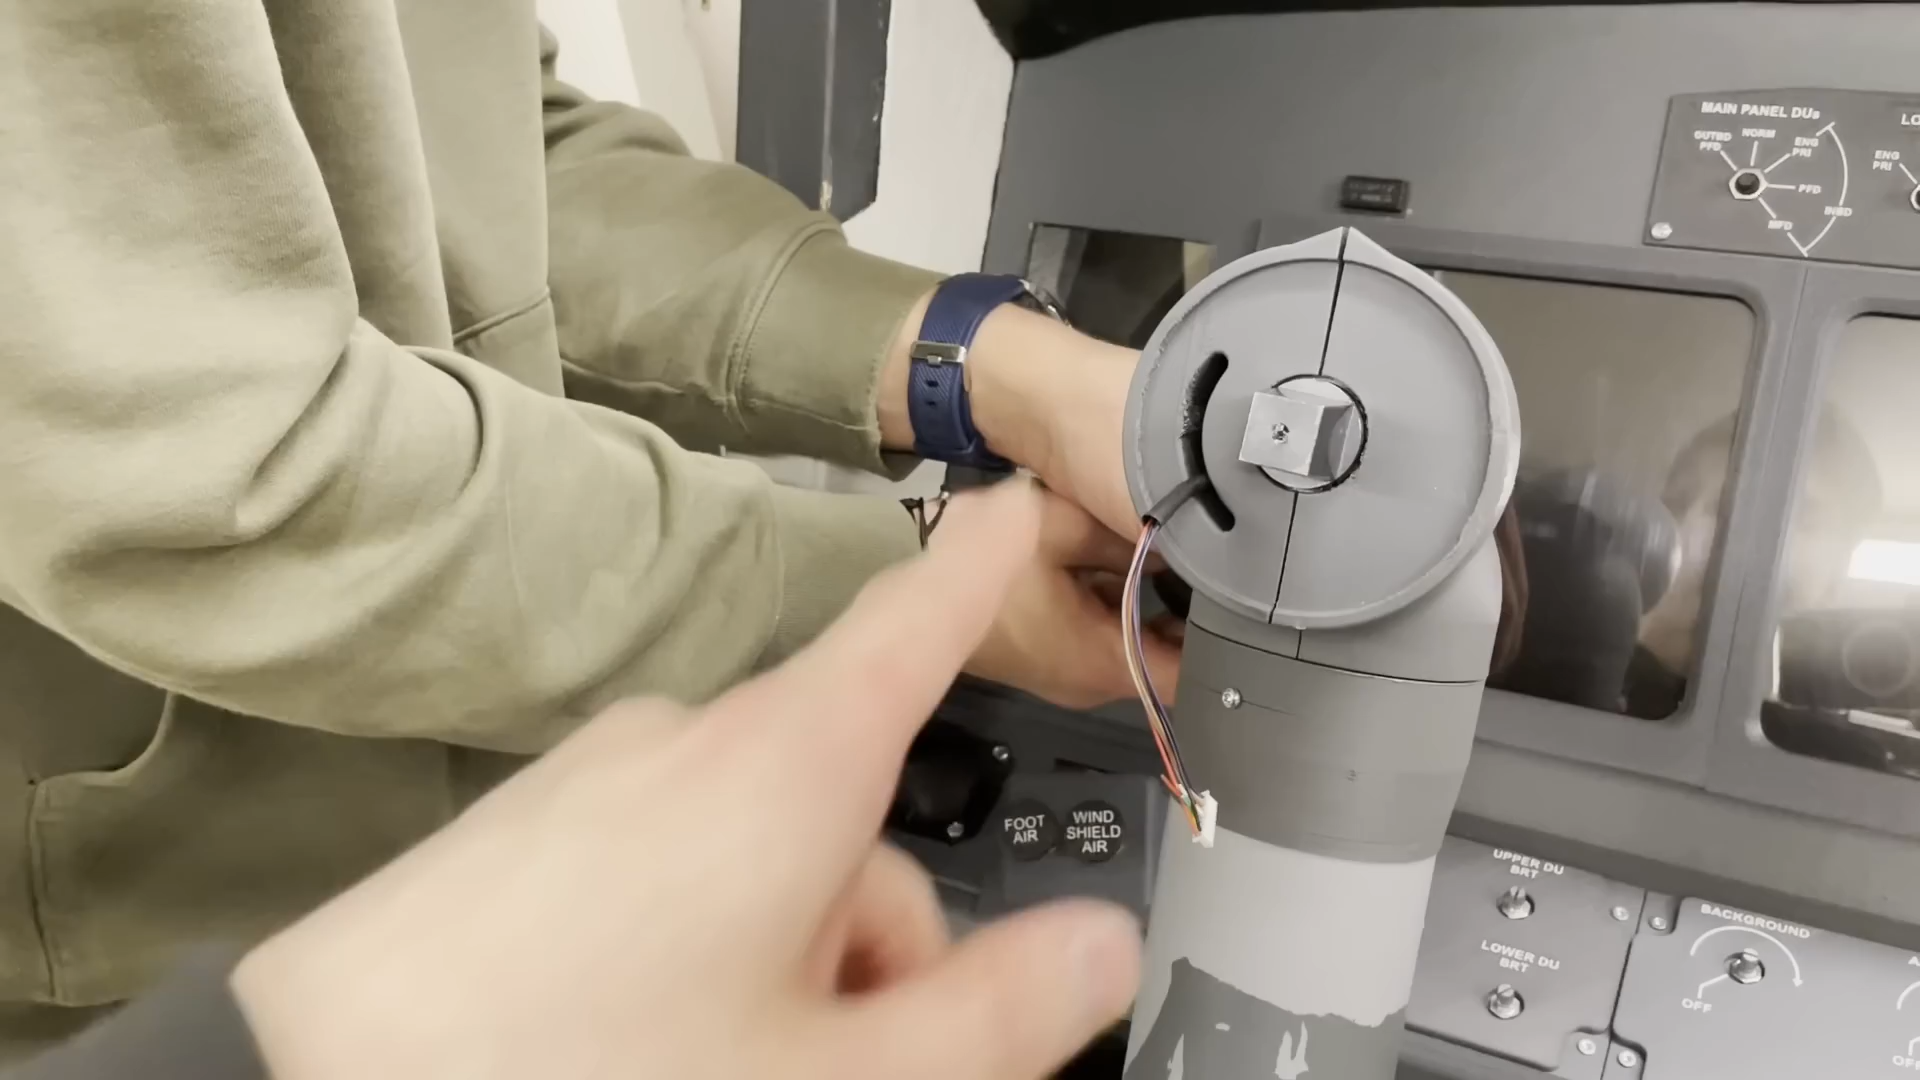 MAIN PANEL DUs
OUTBD
PFD
NORM
ENG
PRI
PFD
INBD
MFD
LO
ENG
PRI
FOOT
AIR
WIND
SHIELD
AIR
UPPER DU
BRT
LOWER DU
BRT
BACKGROUND
OFF
A